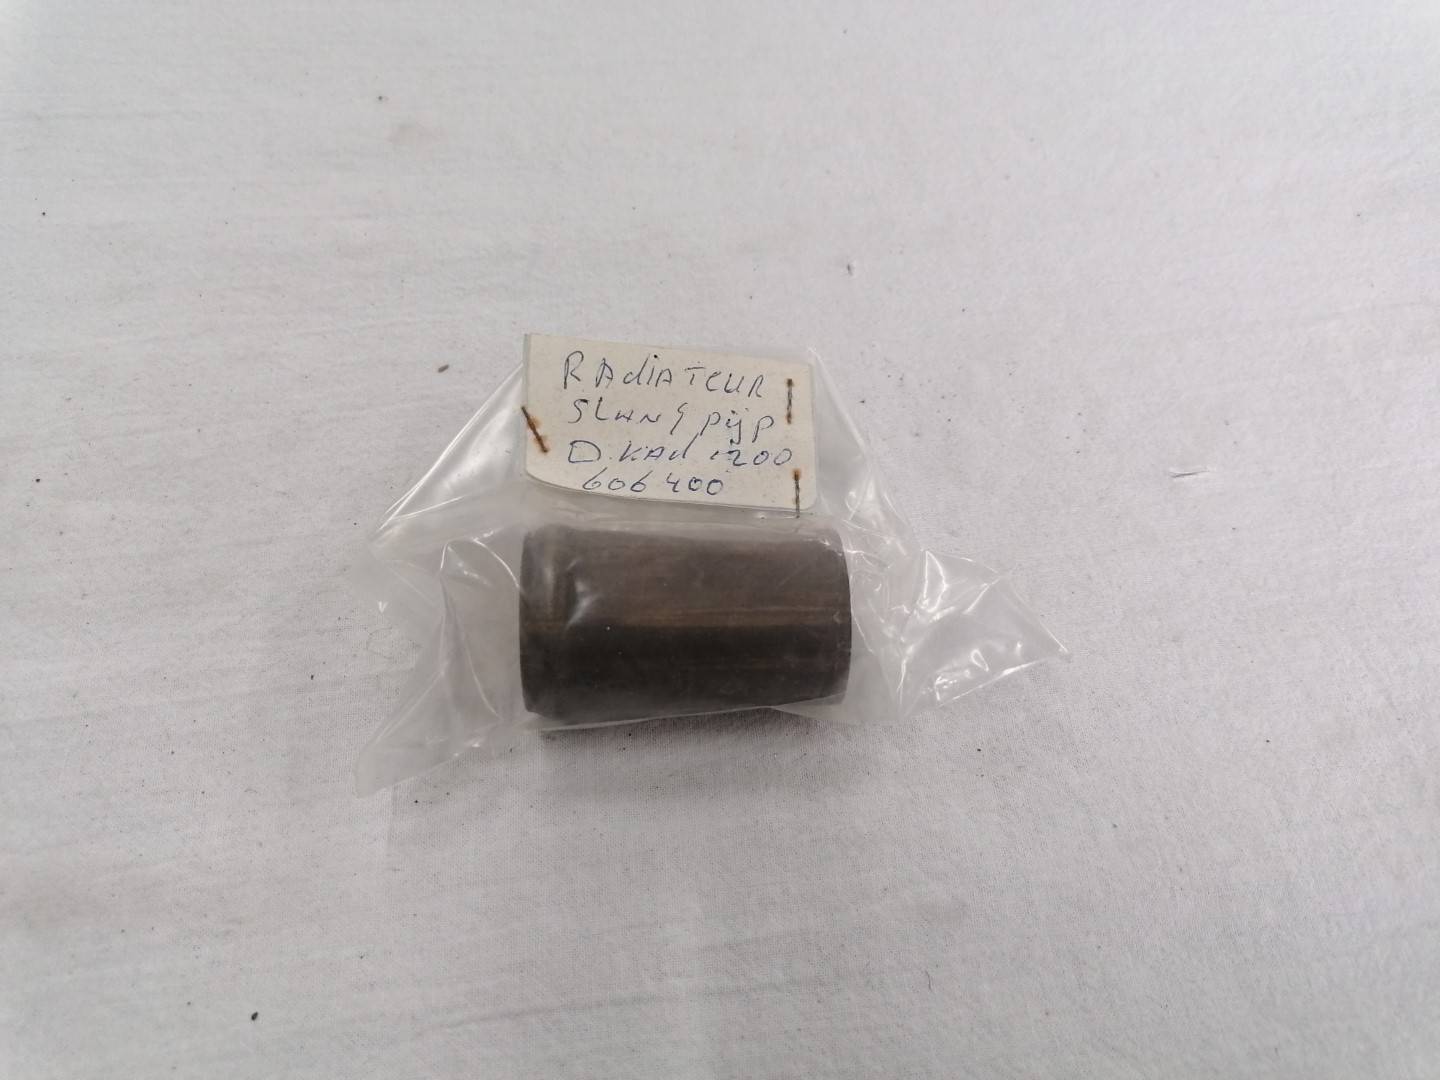 RAdiATEUR
SLANG pijp
D.KAd 1200
606400